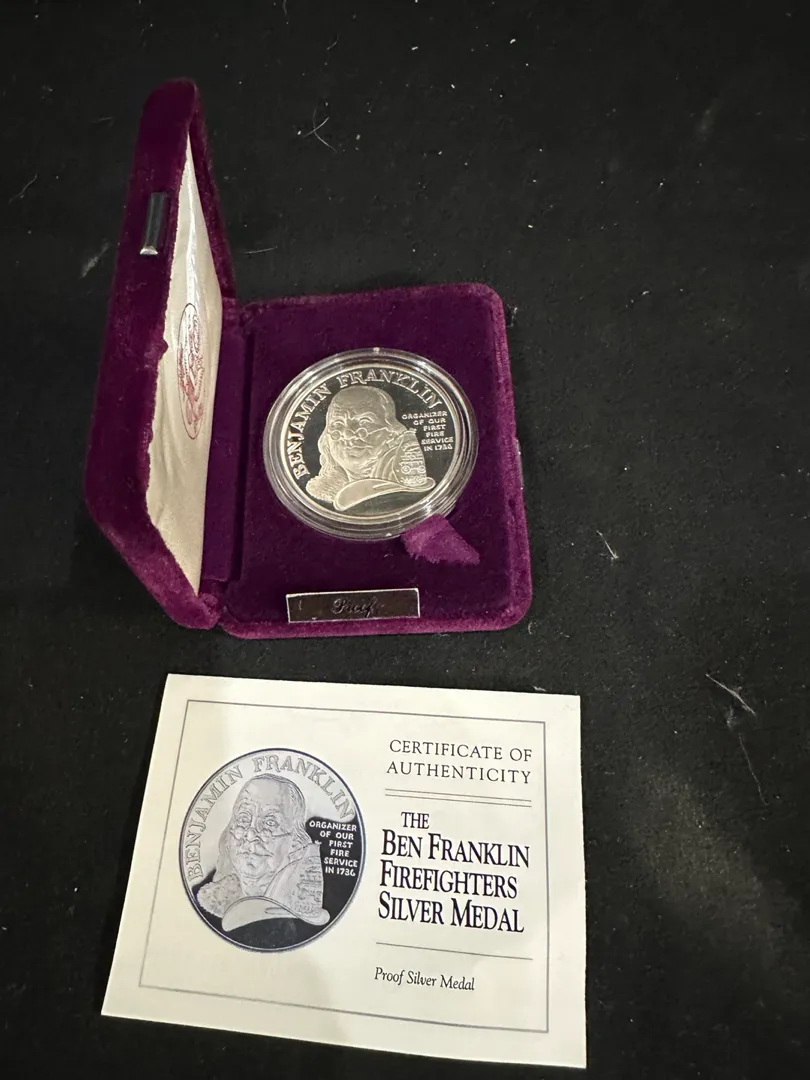 BENJAMIN FRANKLIN
ORGANIZER
OF OUR
FIRST
FIRE
SERVICE
IN 1736
Proof
BENJAMIN FRANKLIN
ORGANIZER
OF OUR
FIRST
FIRE
SERVICE
IN 1736
CERTIFICATE OF
AUTHENTICITY
THE
BEN FRANKLIN
FIREFIGHTERS
SILVER MEDAL
Proof Silver Medal